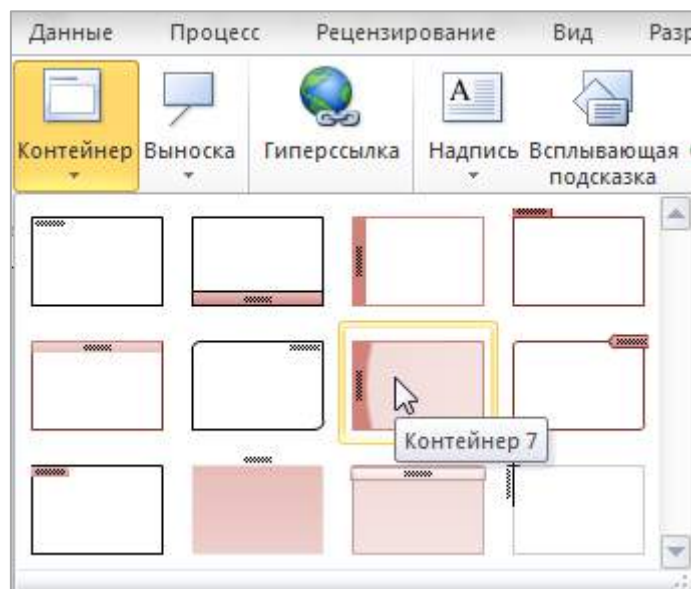 Данные Процесс Рецензирование Вид Разр
Контейнер Выноска Гиперссылка Надпись Всплывающая
подсказка
Контейнер 7